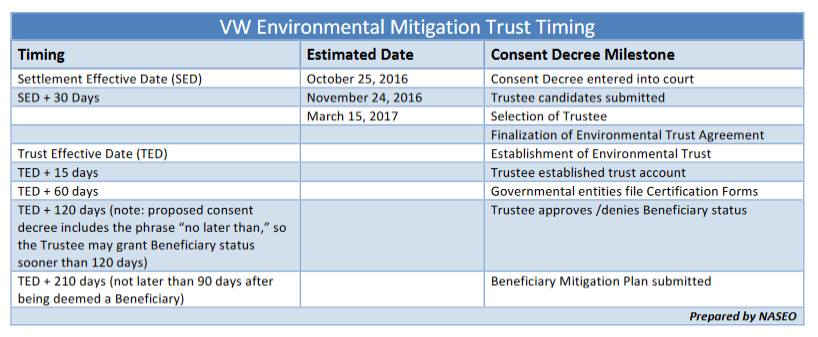 VW Environmental Mitigation Trust Timing
Timing Estimated Date Consent Decree Milestone
Settlement Effective Date (SED) October 25, 2016 Consent Decree entered into court
SED + 30 Days November 24, 2016 Trustee candidates submitted
March 15, 2017 Selection of Trustee
Finalization of Environmental Trust Agreement
Trust Effective Date (TED) Establishment of Environmental Trust
TED + 15 days Trustee established trust account
TED + 60 days Governmental entities file Certification Forms
TED + 120 days (note: proposed consent Trustee approves /denies Beneficiary status
decree includes the phrase “no later than,” so
the Trustee may grant Beneficiary status
sooner than 120 days)
TED + 210 days (not later than 90 days after Beneficiary Mitigation Plan submitted
being deemed a Beneficiary)
Prepared by NASEO